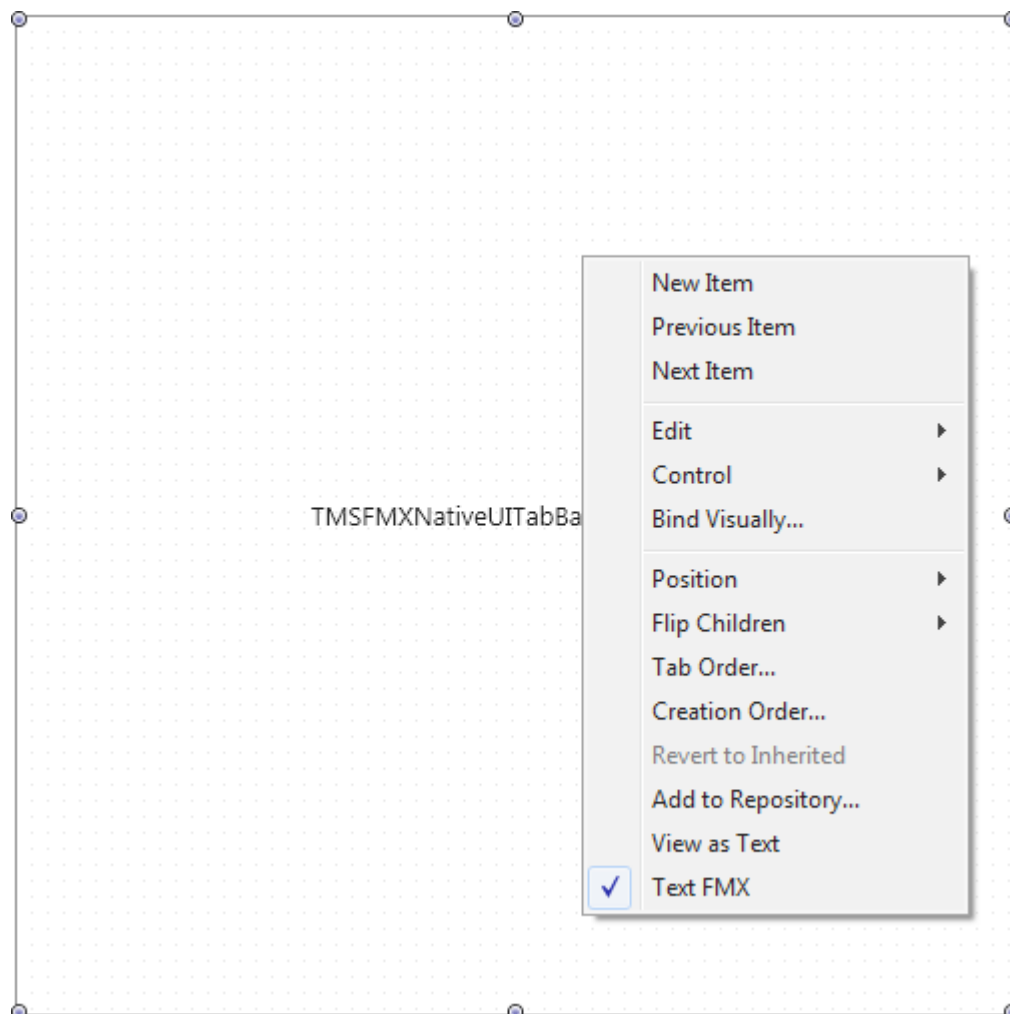 New Item
Previous Item
Next Item
Edit
Control
TMSFMXNativeUITabBa
Bind Visually...
Position
Flip Children
Tab Order...
Creation Order...
Revert to Inherited
Add to Repository...
View as Text
Text FMX